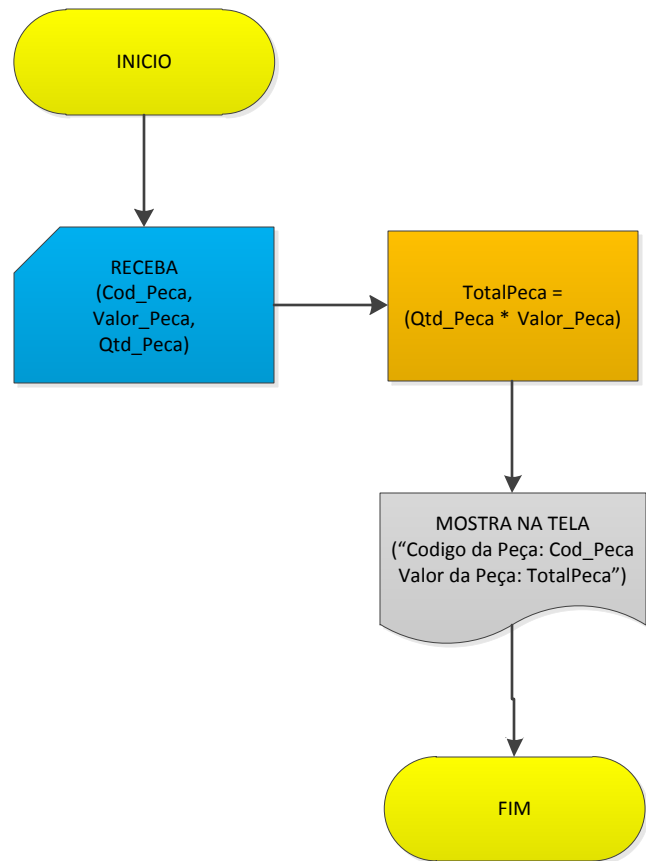 INICIO
RECEBA
(Cod_Peca,
Valor_Peca,
Qtd_Peca)
TotalPeca =
(Qtd_Peca * Valor_Peca)
MOSTRA NA TELA
(“Codigo da Peça: Cod_Peca
Valor da Peça: TotalPeca”)
FIM